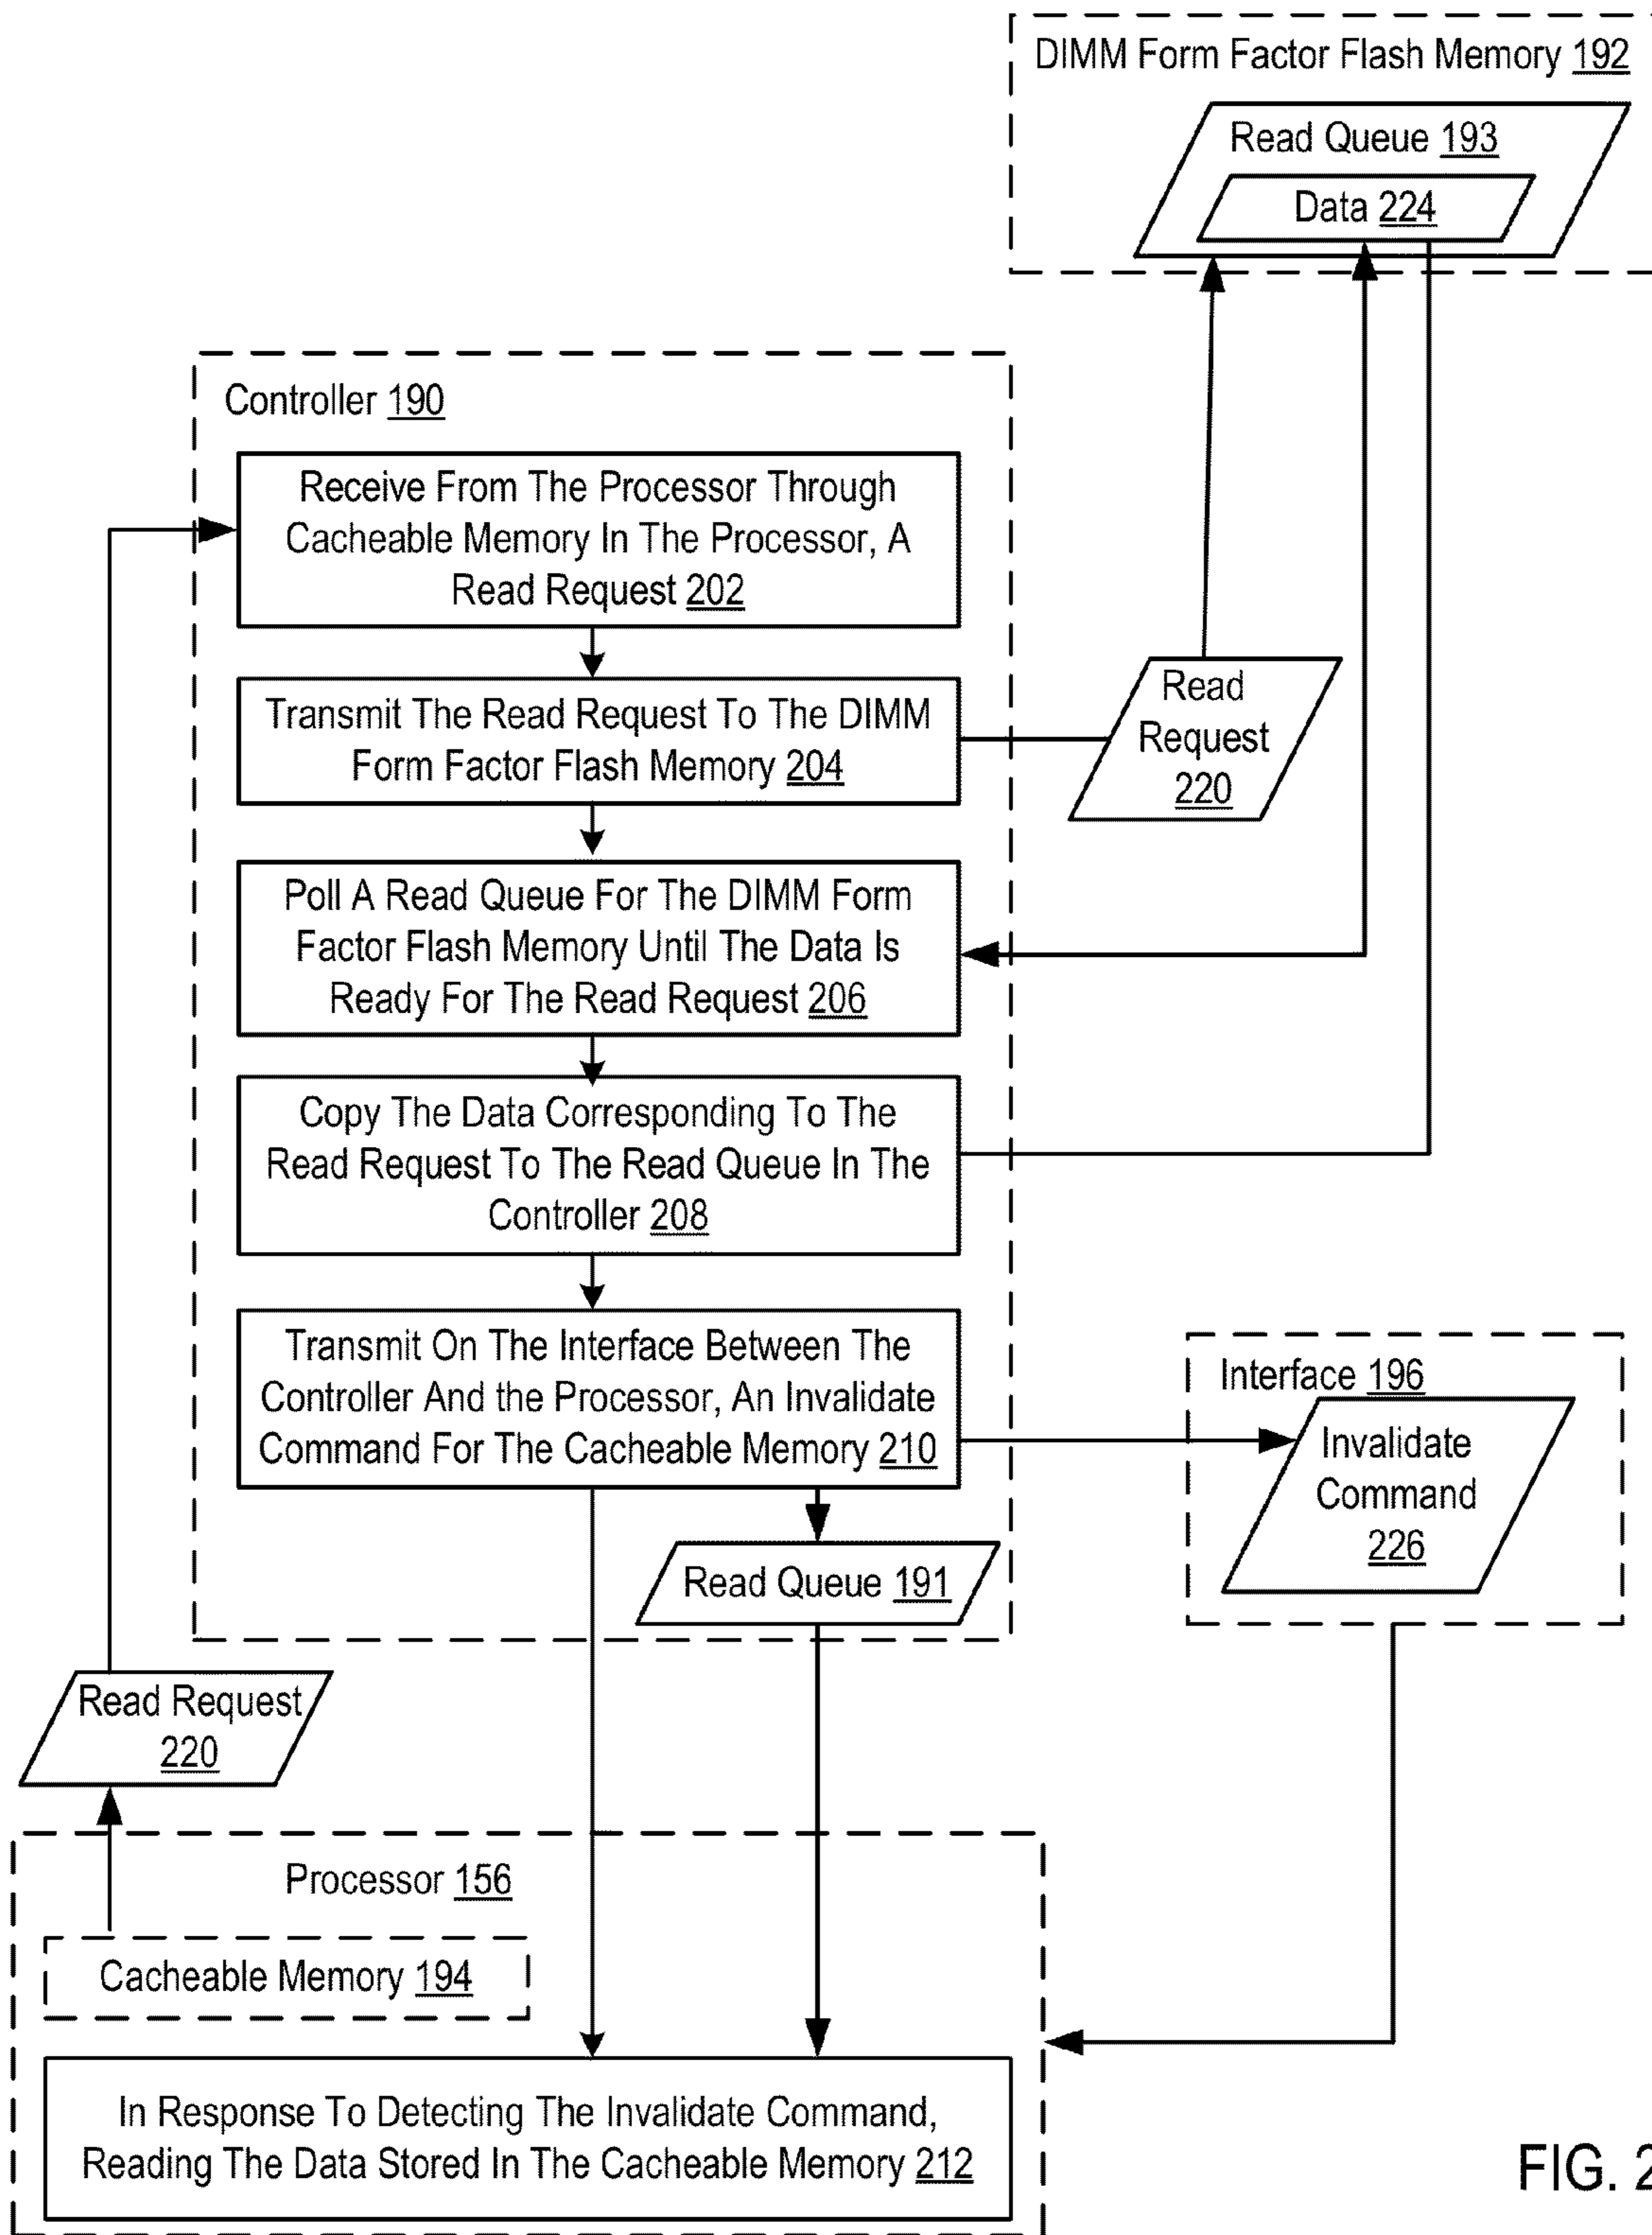 DIMM Form Factor Flash Memory 192
Read Queue 193
Data 224
Controller 190
Receive From The Processor Through
Cacheable Memory In The Processor, A
Read Request 202
Transmit The Read Request To The DIMM
Form Factor Flash Memory 204
Read
Request
220
Poll A Read Queue For The DIMM Form
Factor Flash Memory Until The Data Is
Ready For The Read Request 206
Copy The Data Corresponding To The
Read Request To The Read Queue In The
Controller 208
Transmit On The Interface Between The
Controller And the Processor, An Invalidate
Command For The Cacheable Memory 210
Interface 196
Invalidate
Command
226
Read Queue 191
Read Request
220
Processor 156
Cacheable Memory 194
In Response To Detecting The Invalidate Command,
Reading The Data Stored In The Cacheable Memory 212
FIG. 2